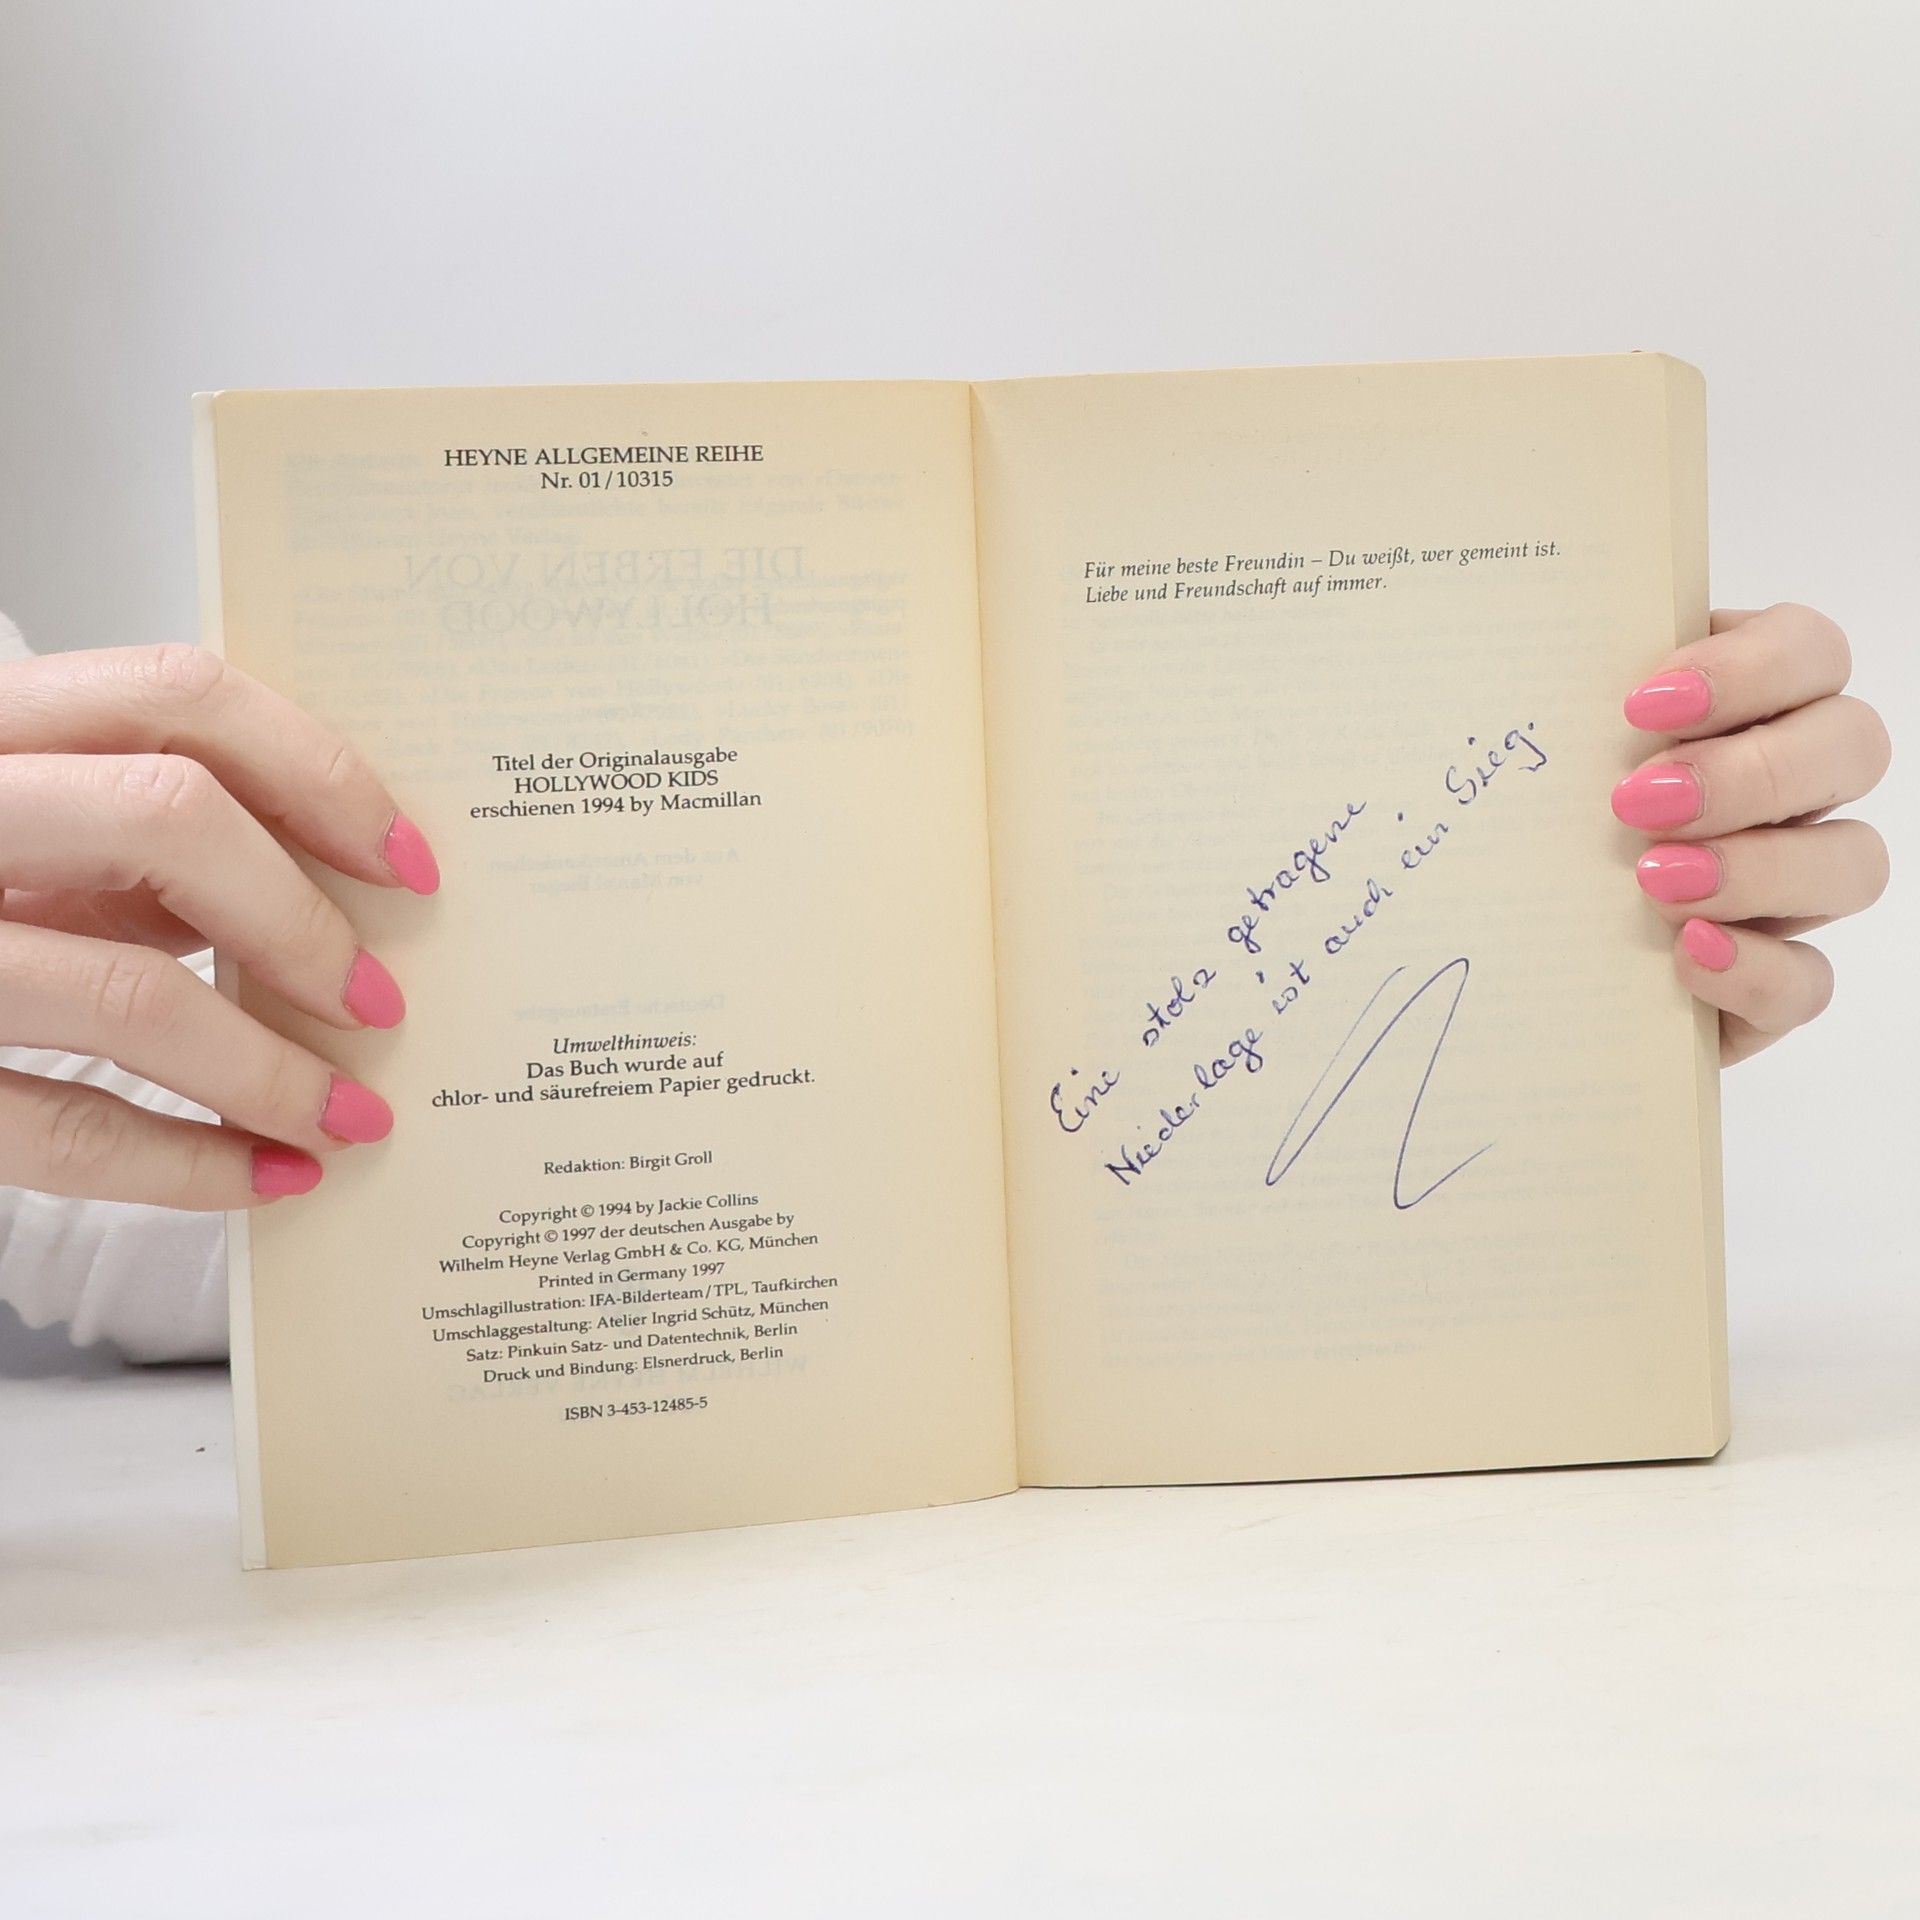 HEYNE ALLGEMEINE REIHE
Nr. 01/10315
Titel der Originalausgabe
HOLLYWOOD KIDS
erschienen 1994 by Macmillan
Umwelthinweis:
Das Buch wurde auf
chlor- und säurefreiem Papier gedruckt.
Redaktion: Birgit Groll
Copyright © 1994 by Jackie Collins
Copyright © 1997 der deutschen Ausgabe by
Wilhelm Heyne Verlag GmbH & Co. KG, München
Printed in Germany 1997
Umschlagillustration: IFA-Bilderteam/TPL, Taufkirchen
Umschlaggestaltung: Atelier Ingrid Schütz, München
Satz: Pinkuin Satz- und Datentechnik, Berlin
Druck und Bindung: Elsnerdruck, Berlin
ISBN 3-453-12485-5
Für meine beste Freundin – Du weißt, wer gemeint ist.
Liebe und Freundschaft auf immer.
Eine stolz getragene
Niederlage ist auch ein Sieg.